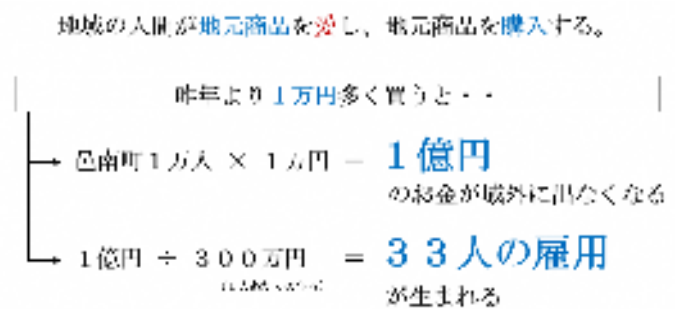 地域の人間が地元商品を愛し、地元商品を購入する。
昨年より１万円多く買うと・・
邑南町１万人 × １万円 ＝ １億円
のお金が域外に出なくなる
１億円 ÷ ３００万円 ＝ ３３人の雇用
が生まれる